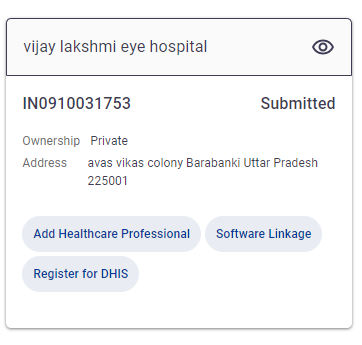 vijay lakshmi eye hospital
IN0910031753 Submitted
Ownership Private
Address avas vikas colony Barabanki Uttar Pradesh
225001
Add Healthcare Professional Software Linkage
Register for DHIS